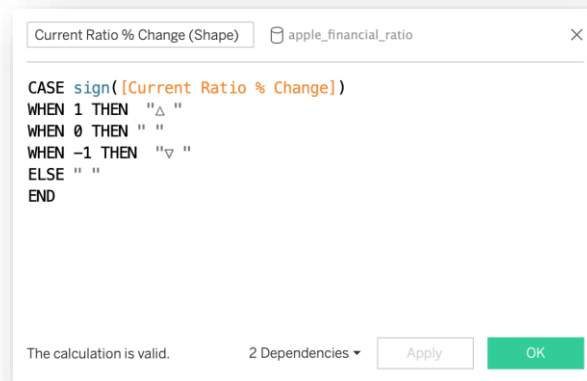 Current Ratio % Change (Shape) apple_financial_ratio
CASE sign([Current Ratio % Change])
WHEN 1 THEN  "△ "
WHEN 0 THEN " "
WHEN -1 THEN  "▽ "
ELSE " "
END
The calculation is valid. 2 Dependencies Apply OK